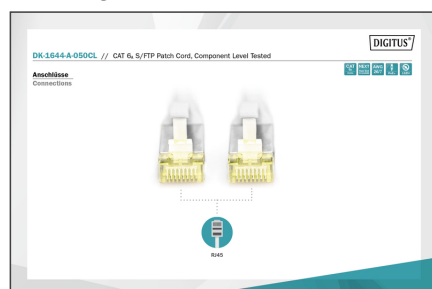 DIGITUS®
DK-1644-A-050CL // CAT 6A S/FTP Patch Cord, Component Level Tested
Anschlüsse
Connections
RJ45